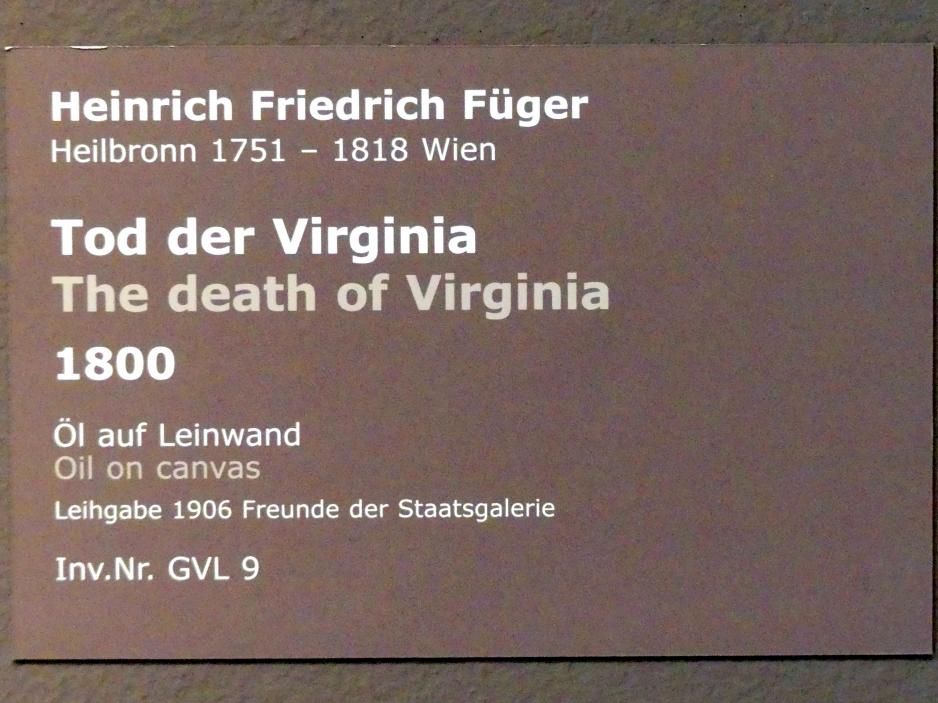 Heinrich Friedrich Füger
Heilbronn 1751 – 1818 Wien
Tod der Virginia
The death of Virginia
1800
Öl auf Leinwand
Oil on canvas
Leihgabe 1906 Freunde der Staatsgalerie
Inv.Nr. GVL 9